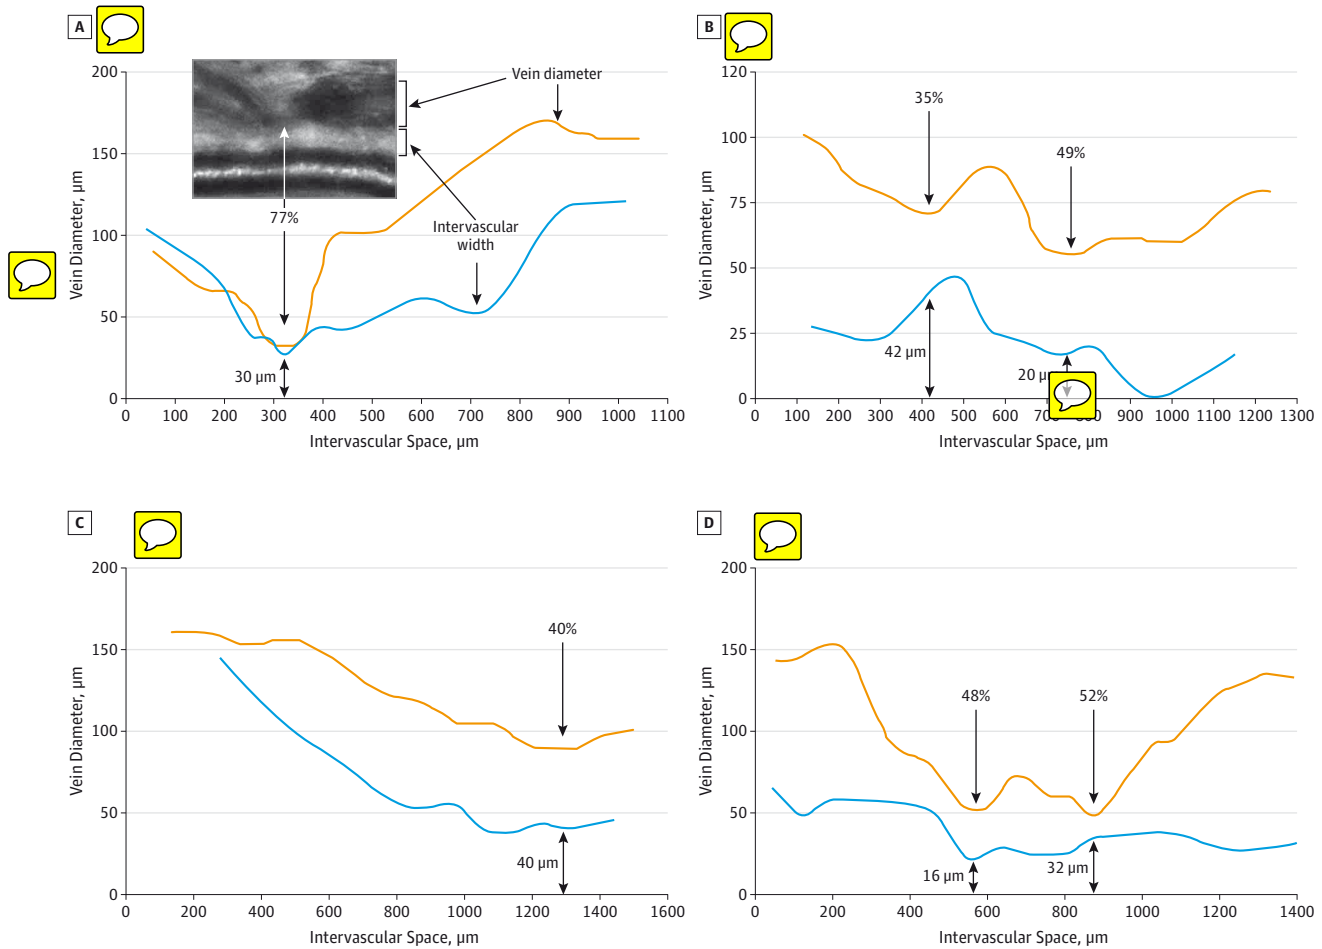 A
200
150
100
50
0
Vein Diameter, µm
0 100 200 300 400 500 600 700 800 900 1000 1100
Intervascular Space, µm
Vein diameter
77%
Intervascular
width
30 µm
B
120
100
75
50
25
0
Vein Diameter, µm
0 100 200 300 400 500 600 900 1000 1100 1200 1300
Intervascular Space, µm
35%
49%
42 µm
20
C
200
150
100
50
0
Vein Diameter, µm
0 200 400 600 800 1000 1200 1400 1600
Intervascular Space, µm
40%
40 µm
D
200
150
100
50
0
Vein Diameter, µm
0 200 400 600 800 1000 1200 1400
Intervascular Space, µm
48%
52%
16 µm
32 µm